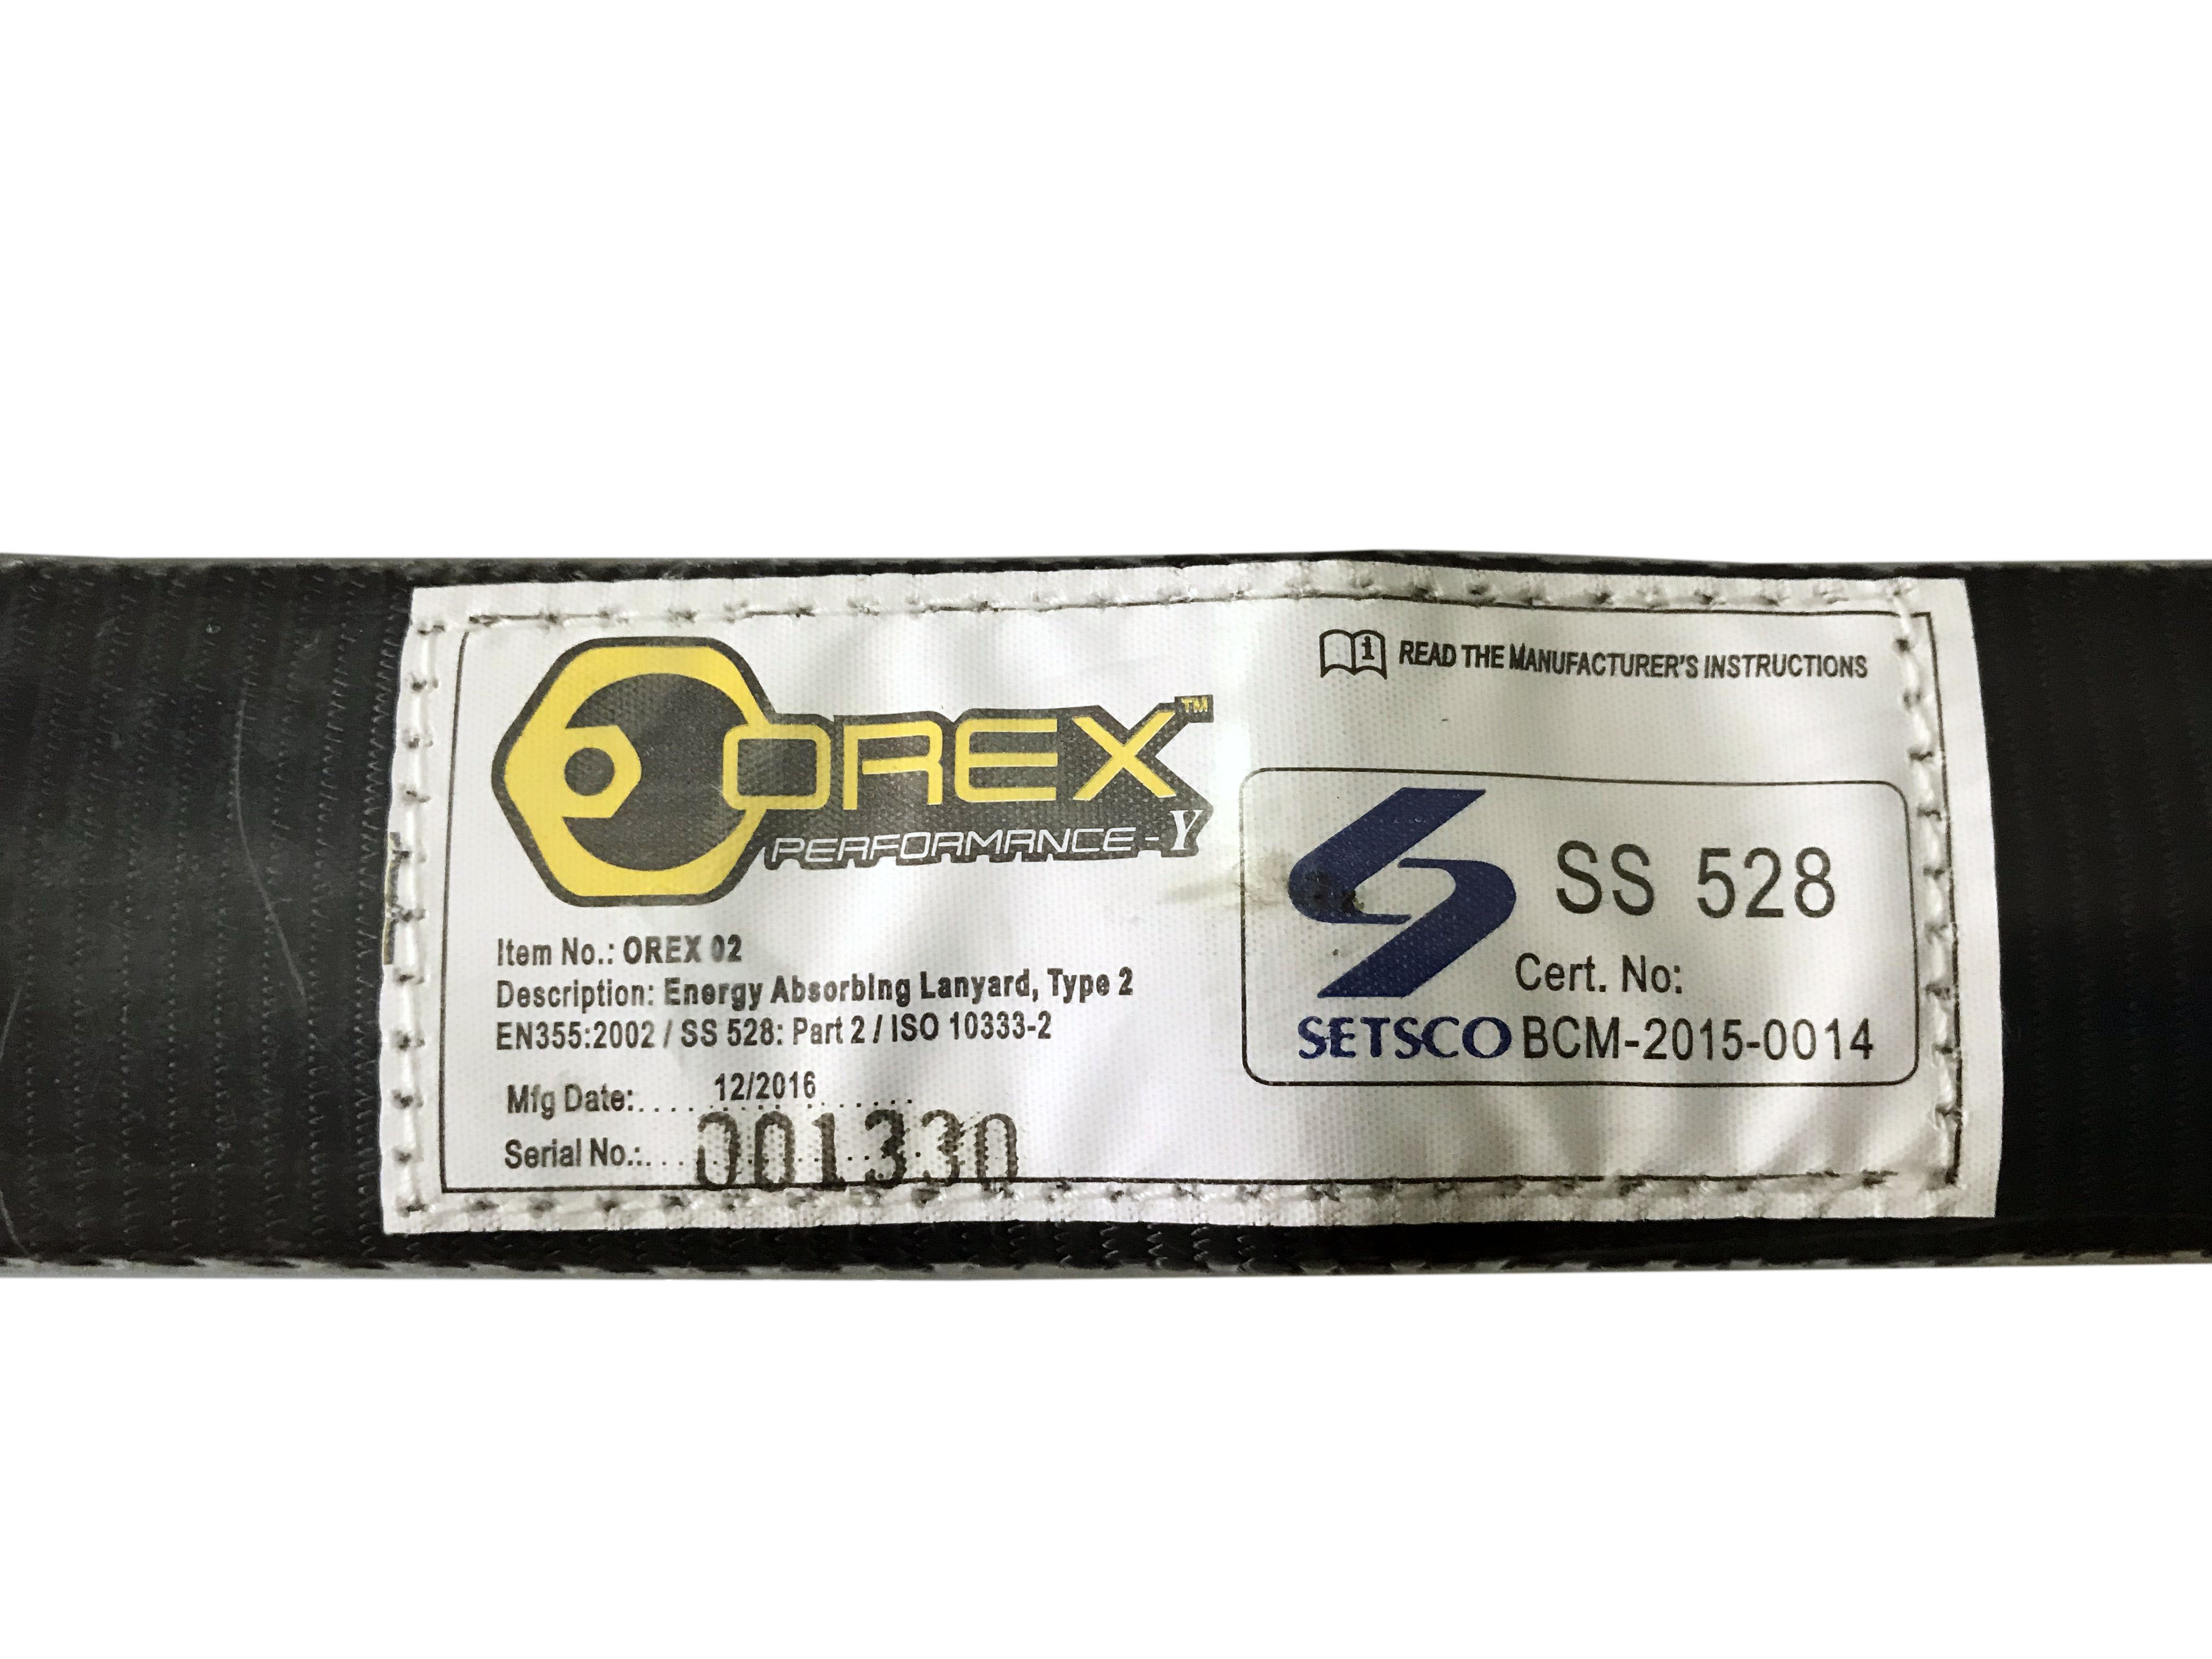 OREX™
PERFORMANCE-Y
Item No.: OREX 02
Description: Energy Absorbing Lanyard, Type 2
EN355:2002 / SS 528: Part 2 / ISO 10333-2
Mfg Date:..............12/2016
Serial No.:..............001330
i READ THE MANUFACTURER'S INSTRUCTIONS
SS 528
Cert. No:
SETSCO BCM-2015-0014